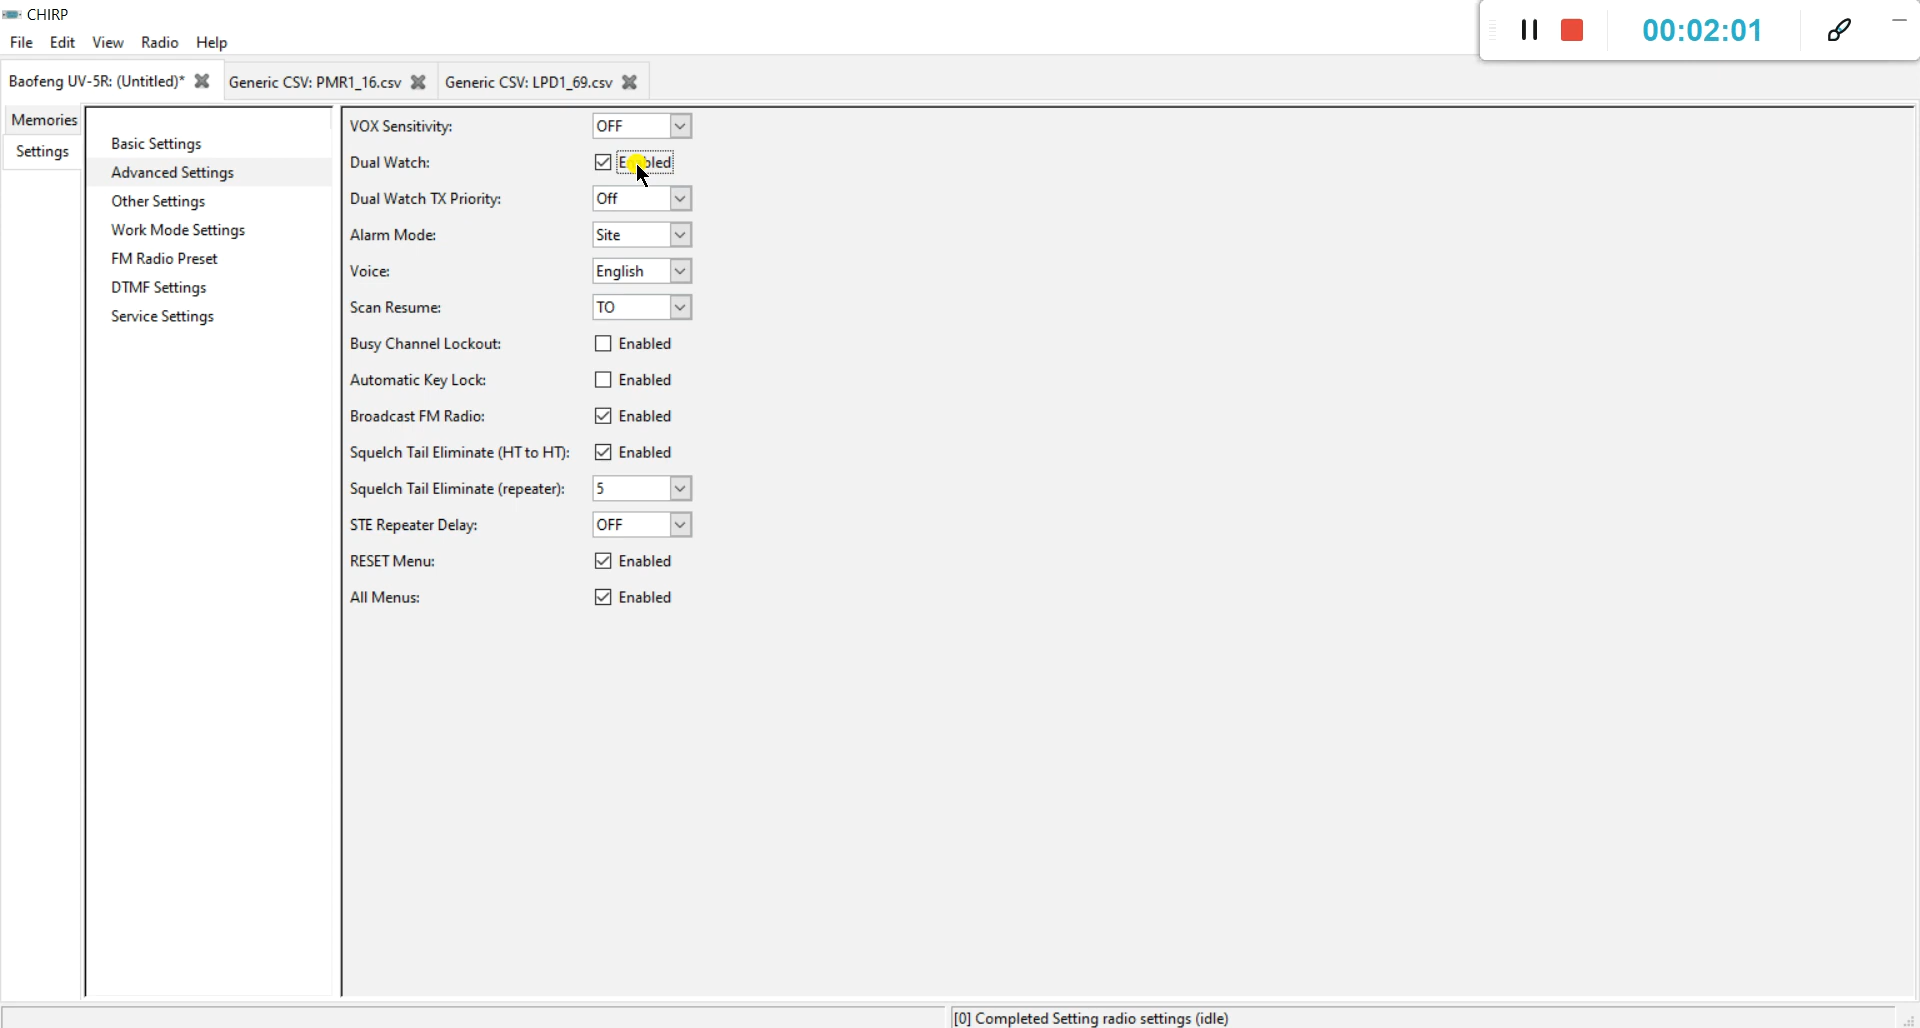 CHIRP
00:02:01
File Edit View Radio Help
Baofeng UV-5R: (Untitled)* Generic CSV: PMR1_16.csv Generic CSV: LPD1_69.csv
Memories
Settings
Basic Settings
Advanced Settings
Other Settings
Work Mode Settings
FM Radio Preset
DTMF Settings
Service Settings
VOX Sensitivity: OFF
Dual Watch: Enabled
Dual Watch TX Priority: Off
Alarm Mode: Site
Voice: English
Scan Resume: TO
Busy Channel Lockout: Enabled
Automatic Key Lock: Enabled
Broadcast FM Radio: Enabled
Squelch Tail Eliminate (HT to HT): Enabled
Squelch Tail Eliminate (repeater): 5
STE Repeater Delay: OFF
RESET Menu: Enabled
All Menus: Enabled
[0] Completed Setting radio settings (idle)